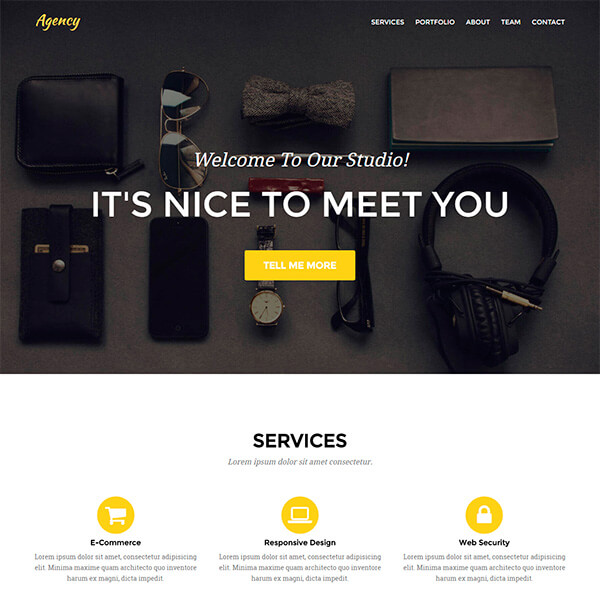 Agency
SERVICES PORTFOLIO ABOUT TEAM CONTACT
Welcome To Our Studio!
IT'S NICE TO MEET YOU
TELL ME MORE
SERVICES
Lorem ipsum dolor sit amet consectetur.
E-Commerce
Lorem ipsum dolor sit amet, consectetur adipisicing
elit. Minima maxime quam architecto quo inventore
harum ex magni, dicta impedit.
Responsive Design
Lorem ipsum dolor sit amet, consectetur adipisicing
elit. Minima maxime quam architecto quo inventore
harum ex magni, dicta impedit.
Web Security
Lorem ipsum dolor sit amet, consectetur adipisicing
elit. Minima maxime quam architecto quo inventore
harum ex magni, dicta impedit.